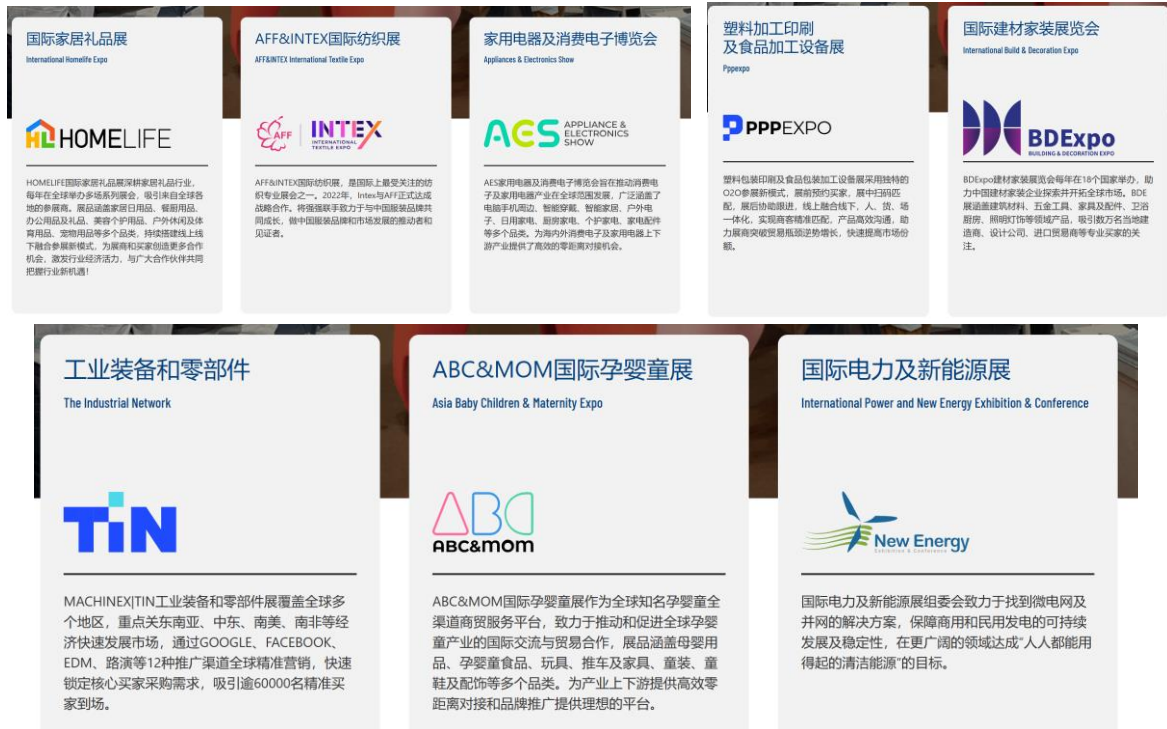 国际家居礼品展
International Homelife Expo
HOMELIFE
HOMELIFE国际家居礼品展深耕家居礼品行业，
每年在全球举办多场系列展会，吸引来自全球各
地的参展商。展品涵盖家居日用品、餐厨用品、
办公用品及礼品、美容个护用品、户外休闲及体
育用品、宠物用品等多个品类，持续搭建线上线
下融合参展新模式，为展商和买家创造更多合作
机会，激发行业经济活力，与广大合作伙伴共同
把握行业新机遇！
AFF&INTEX国际纺织展
AFF&INTEX International Textile Expo
AFF
INTEX
INTERNATIONAL
TEXTILE EXPO
AFF&INTEX国际纺织展，是国际上最受关注的纺
织专业展会之一。2022年，Intex与AFF正式达成
战略合作。将强强联手致力于与中国服装品牌共
同成长，做中国服装品牌和市场发展的推动者和
见证者。
家用电器及消费电子博览会
Appliances & Electronics Show
AES
APPLIANCE &
ELECTRONICS
SHOW
AES家用电器及消费电子博览会旨在推动消费电
子及家用电器产业在全球范围发展，广泛涵盖了
电脑手机周边、智能穿戴、智能家居、户外电
子、日用家电、厨房家电、个护家电、家电配件
等多个品类。为海内外消费电子及家用电器上下
游产业提供了高效的零距离对接机会。
塑料加工印刷
及食品加工设备展
Pppexpo
PPPEXPO
塑料包装印刷及食品包装加工设备展采用独特的
O2O参展新模式，展前预约买家，展中扫码匹
配，展后协助跟进，线上融合线下，人、货、场
一体化，实现商客精准匹配，产品高效沟通，助
力展商突破贸易瓶颈逆势增长，快速提高市场份
额。
国际建材家装展览会
International Build & Decoration Expo
BDExpo
BUILDING & DECORATION EXPO
BDExpo建材家装展览会每年在18个国家举办，助
力中国建材家装企业探索并开拓全球市场。BDE
展涵盖建筑材料、五金工具、家具及配件、卫浴
厨房、照明灯饰等领域产品，吸引数万名当地建
造商、设计公司、进口贸易商等专业买家的关
注。
工业装备和零部件
The Industrial Network
TiN
MACHINEX|TIN工业装备和零部件展覆盖全球多
个地区，重点关东南亚、中东、南美、南非等经
济快速发展市场，通过GOOGLE、FACEBOOK、
EDM、路演等12种推广渠道全球精准营销，快速
锁定核心买家采购需求，吸引逾60000名精准买
家到场。
ABC&MOM国际孕婴童展
Asia Baby Children & Maternity Expo
ABC
ABC&MOM
ABC&MOM国际孕婴童展作为全球知名孕婴童全
渠道商贸服务平台，致力于推动和促进全球孕婴
童产业的国际交流与贸易合作，展品涵盖母婴用
品、孕婴童食品、玩具、推车及家具、童装、童
鞋及配饰等多个品类。为产业上下游提供高效零
距离对接和品牌推广提供理想的平台。
国际电力及新能源展
International Power and New Energy Exhibition & Conference
New Energy
Exhibition & Conference
国际电力及新能源展组委会致力于找到微电网及
并网的解决方案，保障商用和民用发电的可持续
发展及稳定性，在更广阔的领域达成“人人都能用
得起的清洁能源”的目标。